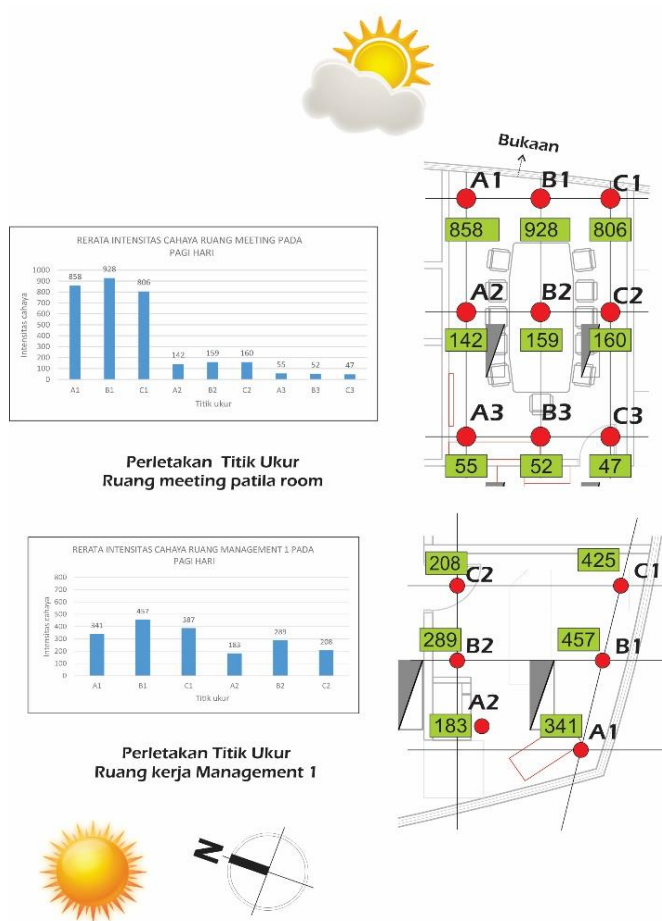 Bukaan
A1 B1 C1
858 928 806
A2 B2 C2
142 159 160
A3 B3 C3
55 52 47
RERATA INTENSITAS CAHAYA RUANG MEETING PADA
PAGI HARI
Intensitas cahaya
1000
900
800
700
600
500
400
300
200
100
0
858 928 806 142 159 160 55 52 47
A1 B1 C1 A2 B2 C2 A3 B3 C3
Titik ukur
Perletakan Titik Ukur
Ruang meeting patila room
RERATA INTENSITAS CAHAYA RUANG MANAGEMENT 1 PADA
PAGI HARI
Intensitas cahaya
800
700
600
500
400
300
200
100
0
341 457 387 183 289 208
A1 B1 C1 A2 B2 C2
Titik ukur
Perletakan Titik Ukur
Ruang kerja Management 1
208 425
C2 C1
289 457
B2 B1
A2
183 341
A1
N